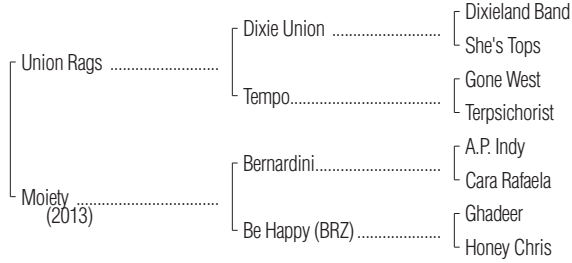 Dixieland Band
Dixie Union ........................
She's Tops
Union Rags ........................
Gone West
Tempo..................................
Terpsichorist
A.P. Indy
Bernardini............................
Cara Rafaela
Moiety ................................
(2013)
Ghadeer
Be Happy (BRZ) ..................
Honey Chris